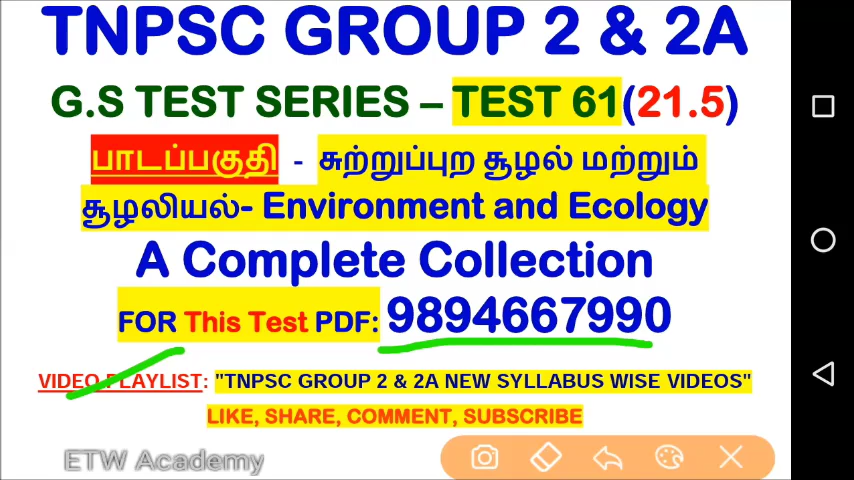 TNPSC GROUP 2 & 2A
G.S TEST SERIES – TEST 61(21.5)
பாடப்பகுதி - சுற்றுப்புற சூழல் மற்றும்
சூழலியல்- Environment and Ecology
A Complete Collection
FOR This Test PDF: 9894667990
VIDEO PLAYLIST: "TNPSC GROUP 2 & 2A NEW SYLLABUS WISE VIDEOS"
LIKE, SHARE, COMMENT, SUBSCRIBE
ETW Academy